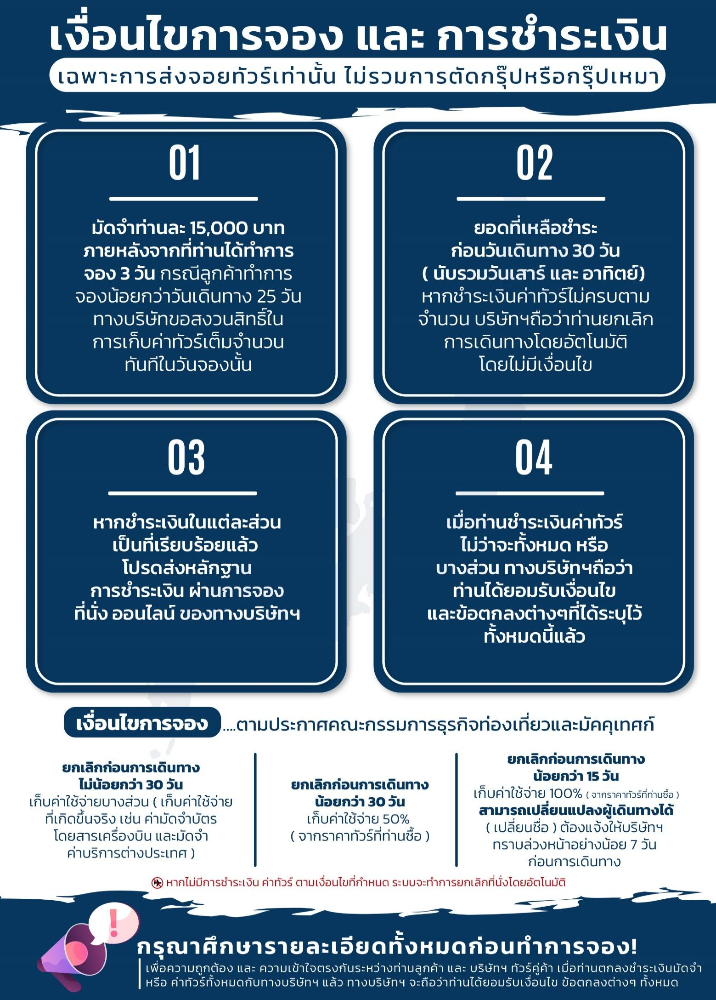 เงื่อนไขการจอง และ การชำระเงิน
เฉพาะการส่งจอยทัวร์เท่านั้น ไม่รวมการตัดกรุ๊ปหรือกรุ๊ปเหมา
01
มัดจำท่านละ 15,000 บาท
ภายหลังจากที่ท่านได้ทำการ
จอง 3 วัน กรณีลูกค้าทำการ
จองน้อยกว่าวันเดินทาง 25 วัน
ทางบริษัทขอสงวนสิทธิ์ใน
การเก็บค่าทัวร์เต็มจำนวน
ทันทีในวันจองนั้น
02
ยอดที่เหลือชำระ
ก่อนวันเดินทาง 30 วัน
( นับรวมวันเสาร์ และ อาทิตย์)
หากชำระเงินค่าทัวร์ไม่ครบตาม
จำนวน บริษัทฯถือว่าท่านยกเลิก
การเดินทางโดยอัตโนมัติ
โดยไม่มีเงื่อนไข
03
หากชำระเงินในแต่ละส่วน
เป็นที่เรียบร้อยแล้ว
โปรดส่งหลักฐาน
การชำระเงิน ผ่านการจอง
ที่นั่ง ออนไลน์ ของทางบริษัทฯ
04
เมื่อท่านชำระเงินค่าทัวร์
ไม่ว่าจะทั้งหมด หรือ
บางส่วน ทางบริษัทฯถือว่า
ท่านได้ยอมรับเงื่อนไข
และข้อตกลงต่างๆที่ได้ระบุไว้
ทั้งหมดนี้แล้ว
เงื่อนไขการจอง ....ตามประกาศคณะกรรมการธุรกิจท่องเที่ยวและมัคคุเทศก์
ยกเลิกก่อนการเดินทาง
ไม่น้อยกว่า 30 วัน
เก็บค่าใช้จ่ายบางส่วน ( เก็บค่าใช้จ่าย
ที่เกิดขึ้นจริง เช่น ค่ามัดจำบัตร
โดยสารเครื่องบิน และมัดจำ
ค่าบริการต่างประเทศ )
ยกเลิกก่อนการเดินทาง
น้อยกว่า 30 วัน
เก็บค่าใช้จ่าย 50%
( จากราคาทัวร์ที่ท่านซื้อ )
ยกเลิกก่อนการเดินทาง
น้อยกว่า 15 วัน
เก็บค่าใช้จ่าย 100% ( จากราคาทัวร์ที่ท่านซื้อ )
สามารถเปลี่ยนแปลงผู้เดินทางได้
( เปลี่ยนชื่อ ) ต้องแจ้งให้บริษัทฯ
ทราบล่วงหน้าอย่างน้อย 7 วัน
ก่อนการเดินทาง
หากไม่มีการชำระเงิน ค่าทัวร์ ตามเงื่อนไขที่กำหนด ระบบจะทำการยกเลิกที่นั่งโดยอัตโนมัติ
!
กรุณาศึกษารายละเอียดทั้งหมดก่อนทำการจอง!
เพื่อความถูกต้อง และ ความเข้าใจตรงกันระหว่างท่านลูกค้า และ บริษัทฯ ทัวร์คู่ค้า เมื่อท่านตกลงชำระเงินมัดจำ
หรือ ค่าทัวร์ทั้งหมดกับทางบริษัทฯ แล้ว ทางบริษัทฯ จะถือว่าท่านได้ยอมรับเงื่อนไข ข้อตกลงต่างๆ ทั้งหมด